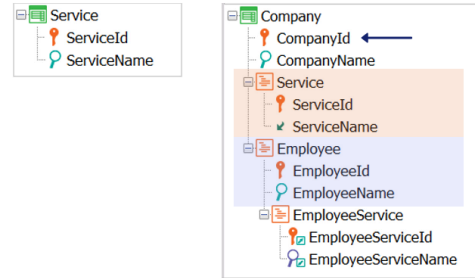 Service
ServiceId
ServiceName
Company
CompanyId
CompanyName
Service
ServiceId
ServiceName
Employee
EmployeeId
EmployeeName
EmployeeService
EmployeeServiceId
EmployeeServiceName